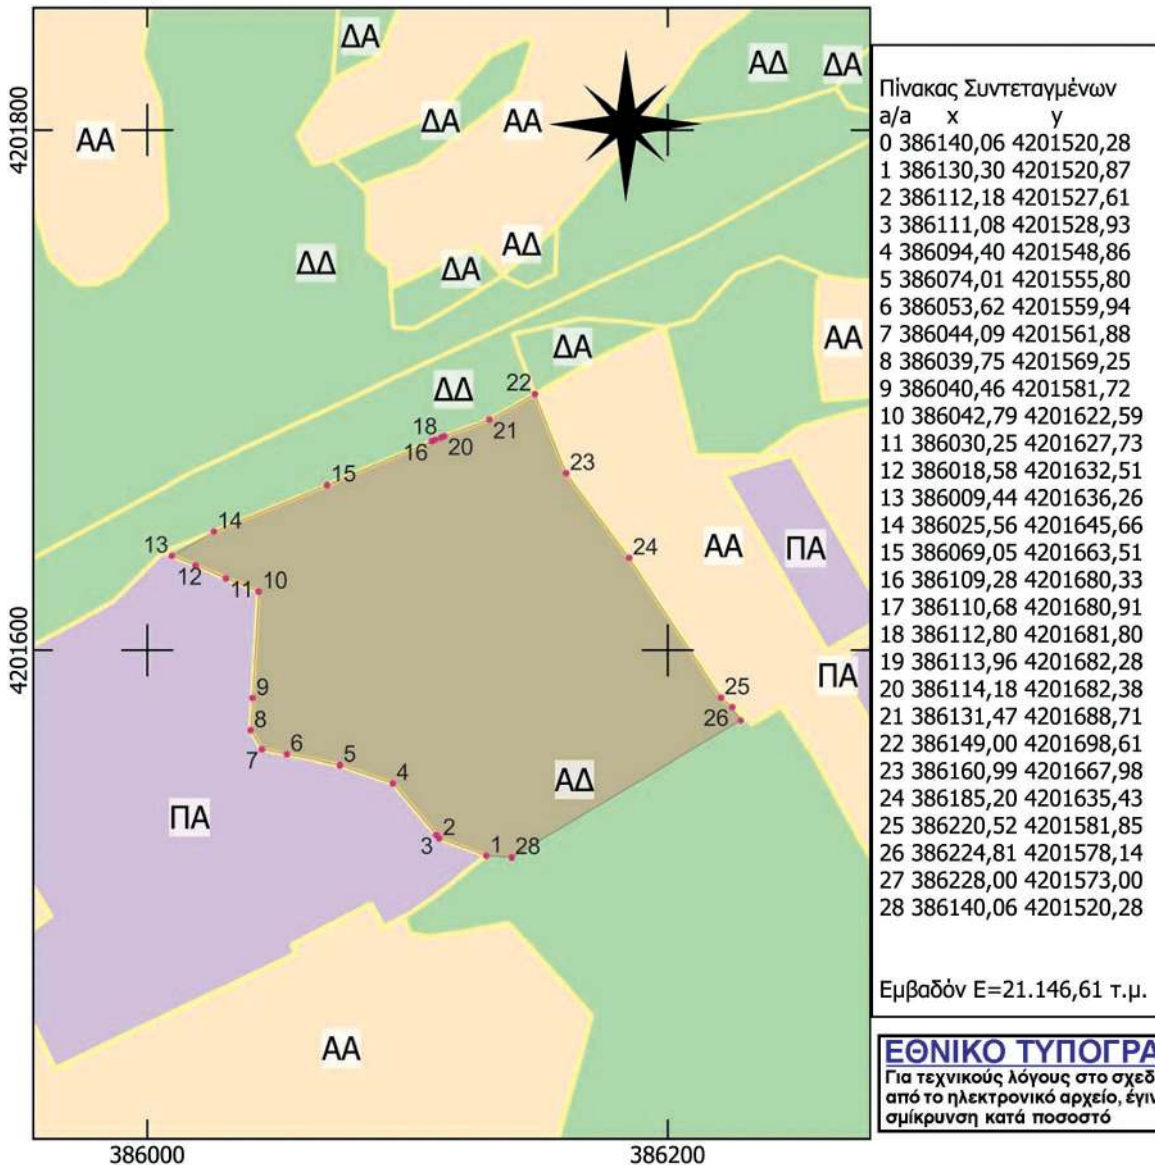 ΔΑ
ΑΔ
ΔΑ
ΑΑ
ΔΑ
ΑΑ
ΑΔ
ΔΔ
ΔΑ
ΔΑ
ΑΑ
ΔΔ
22
18
16
20
21
23
15
14
24
13
12
11
10
ΑΑ
ΠΑ
ΠΑ
9
8
7
6
5
4
25
26
ΑΔ
ΠΑ
2
3
1
28
ΑΑ
4201800
4201600
386000
386200
Πίνακας Συντεταγμένων
α/α x y
0 386140,06 4201520,28
1 386130,30 4201520,87
2 386112,18 4201527,61
3 386111,08 4201528,93
4 386094,40 4201548,86
5 386074,01 4201555,80
6 386053,62 4201559,94
7 386044,09 4201561,88
8 386039,75 4201569,25
9 386040,46 4201581,72
10 386042,79 4201622,59
11 386030,25 4201627,73
12 386018,58 4201632,51
13 386009,44 4201636,26
14 386025,56 4201645,66
15 386069,05 4201663,51
16 386109,28 4201680,33
17 386110,68 4201680,91
18 386112,80 4201681,80
19 386113,96 4201682,28
20 386114,18 4201682,38
21 386131,47 4201688,71
22 386149,00 4201698,61
23 386160,99 4201667,98
24 386185,20 4201635,43
25 386220,52 4201581,85
26 386224,81 4201578,14
27 386228,00 4201573,00
28 386140,06 4201520,28
Εμβαδόν Ε=21.146,61 τ.μ.
ΕΘΝΙΚΟ ΤΥΠΟΓΡΑ
Για τεχνικούς λόγους στο σχεδ
από το ηλεκτρονικό αρχείο, έγιν
σμίκρυνση κατά ποσοστό